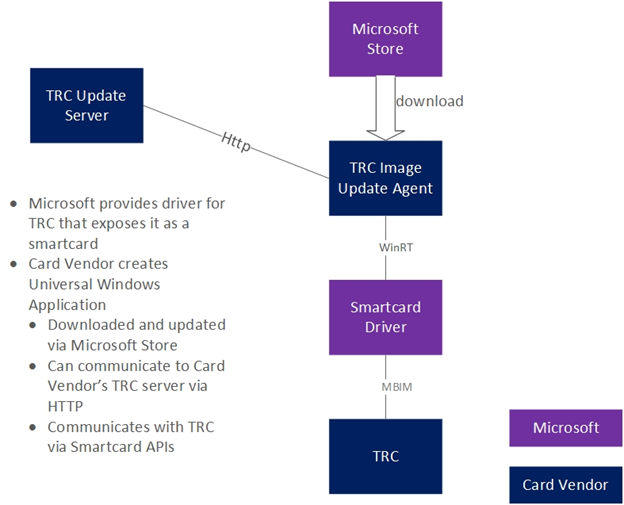 Microsoft
Store
download
TRC Update
Server
Http
TRC Image
Update Agent
WinRT
• Microsoft provides driver for
TRC that exposes it as a
smartcard
• Card Vendor creates
Universal Windows
Application
• Downloaded and updated
via Microsoft Store
• Can communicate to Card
Vendor's TRC server via
HTTP
• Communicates with TRC
via Smartcard APIs
Smartcard
Driver
MBIM
TRC
Microsoft
Card Vendor